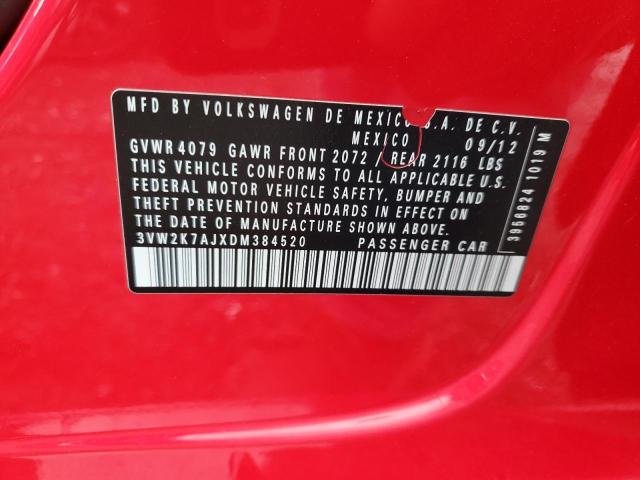 MFD BY VOLKSWAGEN DE MEXICO S.A. DE C.V.
MEXICO 09/12
GVWR 4079 GAWR FRONT 2072 / REAR 2116 LBS
THIS VEHICLE CONFORMS TO ALL APPLICABLE U.S.
FEDERAL MOTOR VEHICLE SAFETY, BUMPER AND
THEFT PREVENTION STANDARDS IN EFFECT ON
THE DATE OF MANUFACTURE SHOWN ABOVE.
3VW2K7AJXDM384520 PASSENGER CAR
3956824 1019 M